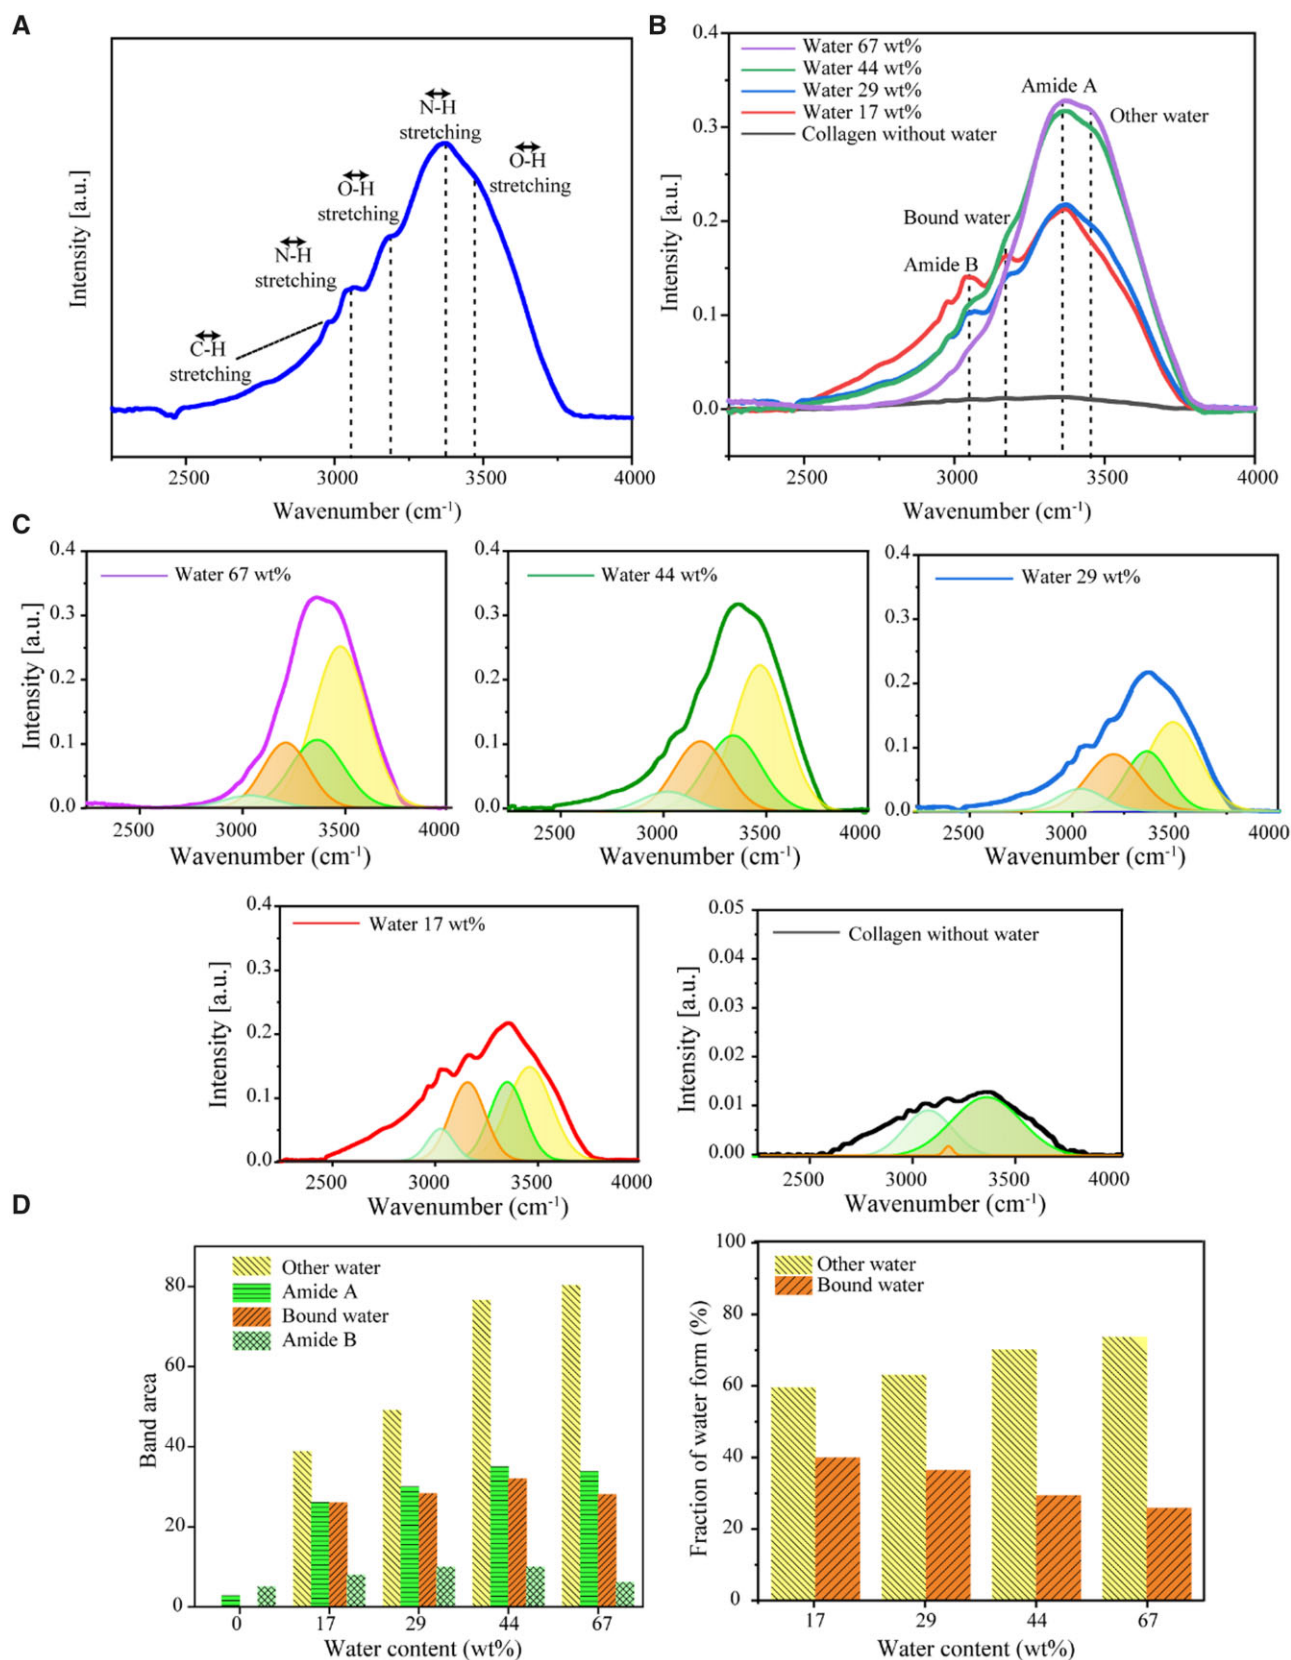 A
N-H
stretching
O-H
stretching
O-H
stretching
N-H
stretching
C-H
stretching
Intensity [a.u.]
2500 3000 3500 4000
Wavenumber (cm-1)
B
Water 67 wt%
Water 44 wt%
Water 29 wt%
Water 17 wt%
Collagen without water
Amide A
Other water
Bound water
Amide B
0.4
0.3
0.2
0.1
0.0
Intensity [a.u.]
2500 3000 3500 4000
Wavenumber (cm-1)
C
Water 67 wt%
0.4
0.3
0.2
0.1
0.0
Intensity [a.u.]
2500 3000 3500 4000
Wavenumber (cm-1)
Water 44 wt%
0.4
0.3
0.2
0.1
0.0
2500 3000 3500 4000
Wavenumber (cm-1)
Water 29 wt%
0.4
0.3
0.2
0.1
0.0
2500 3000 3500 4000
Wavenumber (cm-1)
Water 17 wt%
0.4
0.3
0.2
0.1
0.0
Intensity [a.u.]
2500 3000 3500 4000
Wavenumber (cm-1)
Collagen without water
0.05
0.04
0.03
0.02
0.01
0.00
Intensity [a.u.]
2500 3000 3500 4000
Wavenumber (cm-1)
D
Other water
Amide A
Bound water
Amide B
80
60
40
20
0
Band area
0 17 29 44 67
Water content (wt%)
Other water
Bound water
100
80
60
40
20
0
Fraction of water form (%)
17 29 44 67
Water content (wt%)